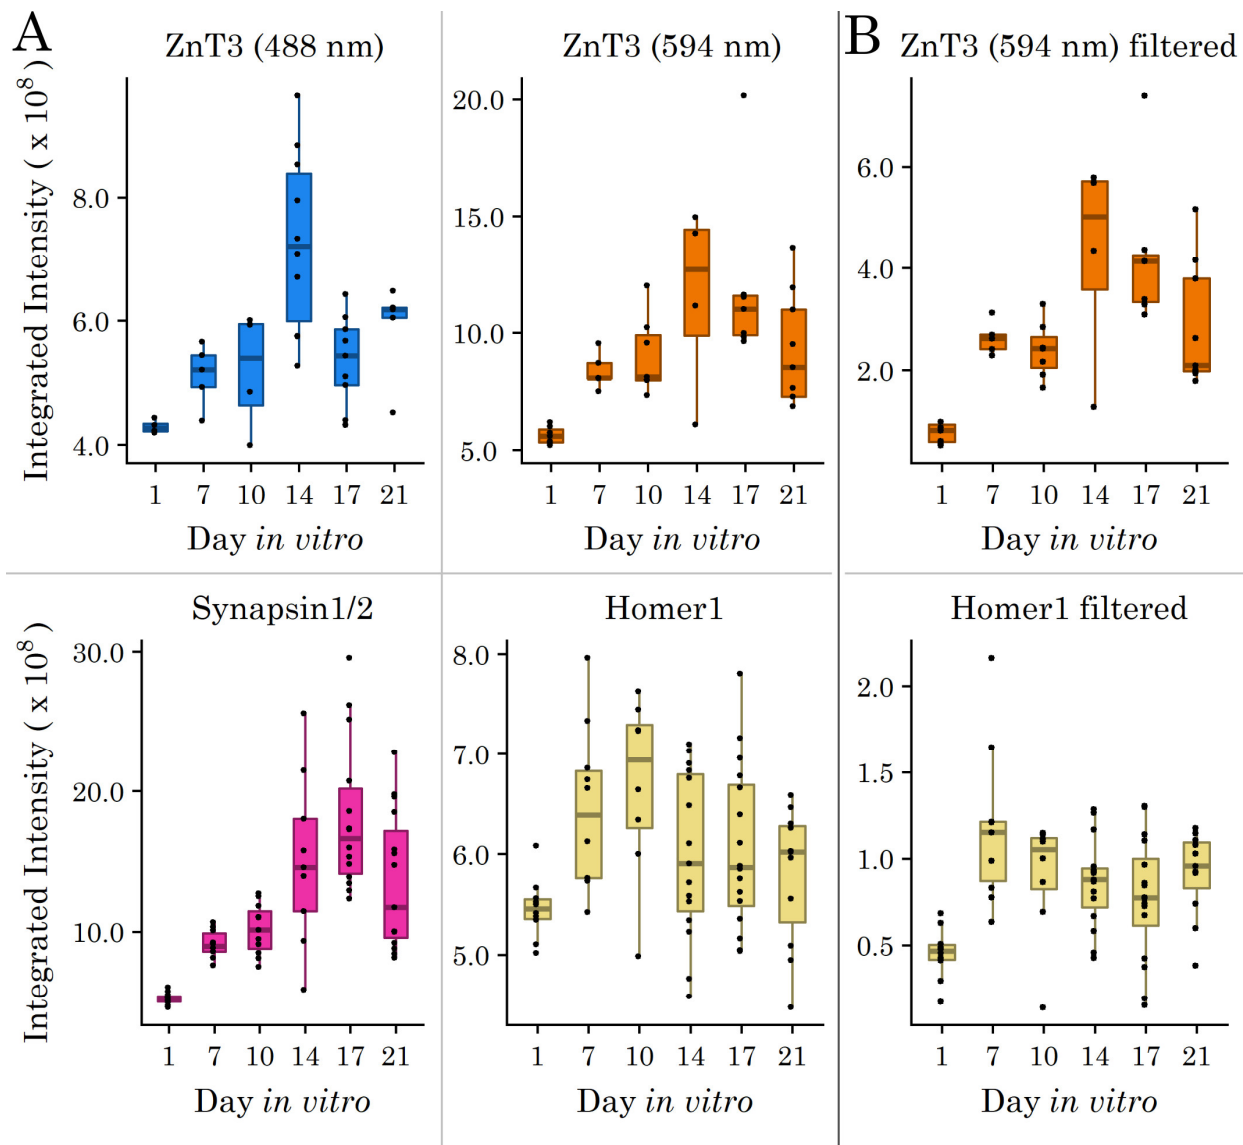 A
ZnT3 (488 nm)
Integrated Intensity ( x 10⁸ )
8.0
6.0
4.0
1 7 10 14 17 21
Day in vitro
ZnT3 (594 nm)
20.0
15.0
10.0
5.0
1 7 10 14 17 21
Day in vitro
B
ZnT3 (594 nm) filtered
6.0
4.0
2.0
1 7 10 14 17 21
Day in vitro
Synapsin1/2
Integrated Intensity ( x 10⁸ )
30.0
20.0
10.0
1 7 10 14 17 21
Day in vitro
Homer1
8.0
7.0
6.0
5.0
1 7 10 14 17 21
Day in vitro
Homer1 filtered
2.0
1.5
1.0
0.5
1 7 10 14 17 21
Day in vitro